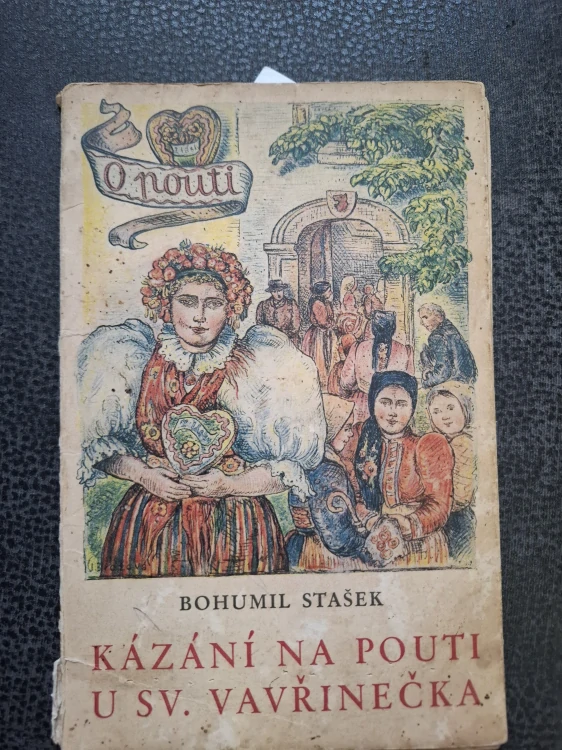 O pouti
BOHUMIL STAŠEK
KÁZÁNÍ NA POUTI
U SV. VAVŘINEČKA